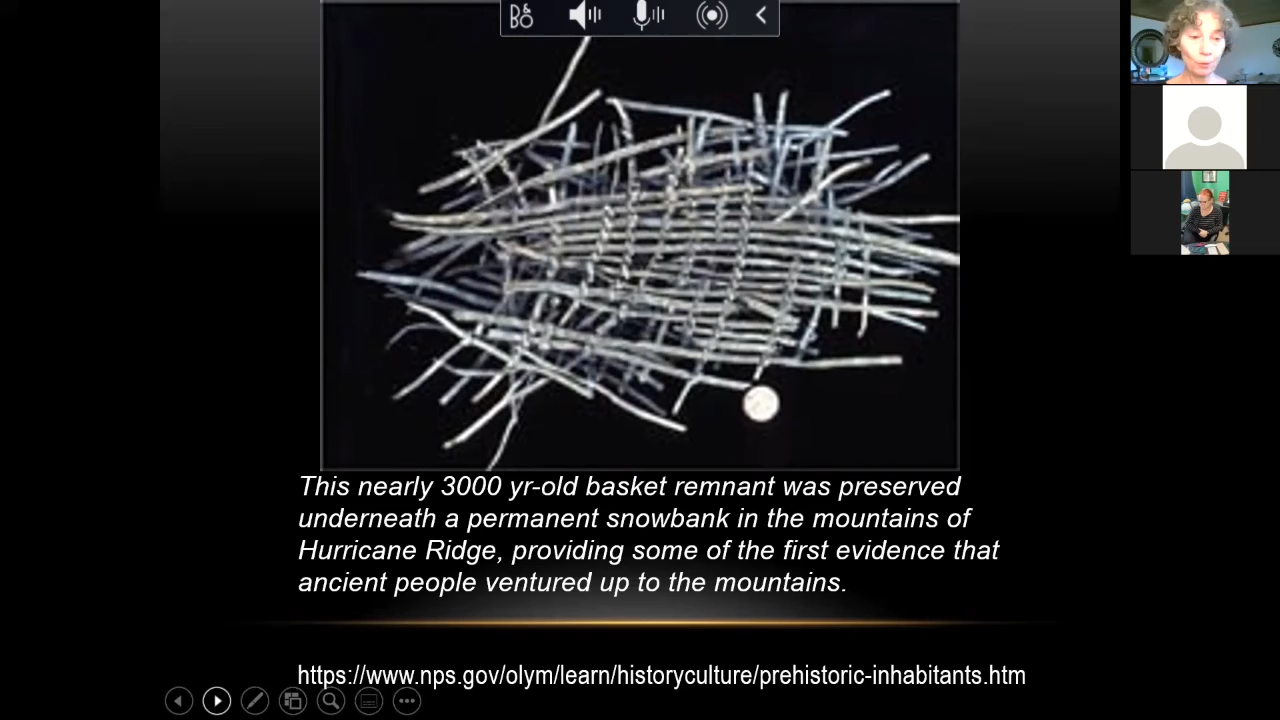 B&O
This nearly 3000 yr-old basket remnant was preserved
underneath a permanent snowbank in the mountains of
Hurricane Ridge, providing some of the first evidence that
ancient people ventured up to the mountains.
https://www.nps.gov/olym/learn/historyculture/prehistoric-inhabitants.htm